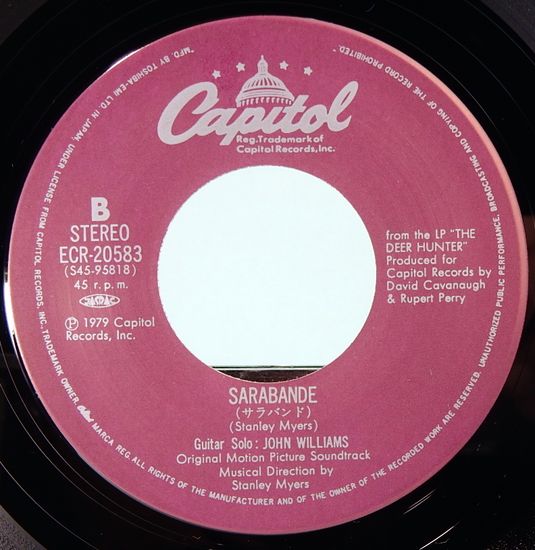 Capitol
Reg. Trademark of
Capitol Records, Inc.
B
STEREO
ECR-20583
(S45-95818)
45 r.p.m.
JASRAC
Ⓟ 1979 Capitol
Records, Inc.
from the LP "THE
DEER HUNTER"
Produced for
Capitol Records by
David Cavanaugh
& Rupert Perry
SARABANDE
(サラバンド)
(Stanley Myers)
Guitar Solo: JOHN WILLIAMS
Original Motion Picture Soundtrack
Musical Direction by
Stanley Myers
"MFD. BY TOSHIBA-EMI LTD. IN JAPAN, UNDER LICENSE FROM CAPITOL RECORDS, INC. TRADEMARK OWNER. MARCA REG. ALL RIGHTS OF THE MANUFACTURER AND OF THE OWNER OF THE RECORDED WORK ARE RESERVED. UNAUTHORIZED PUBLIC PERFORMANCE, BROADCASTING AND COPYING OF THE RECORD PROHIBITED."